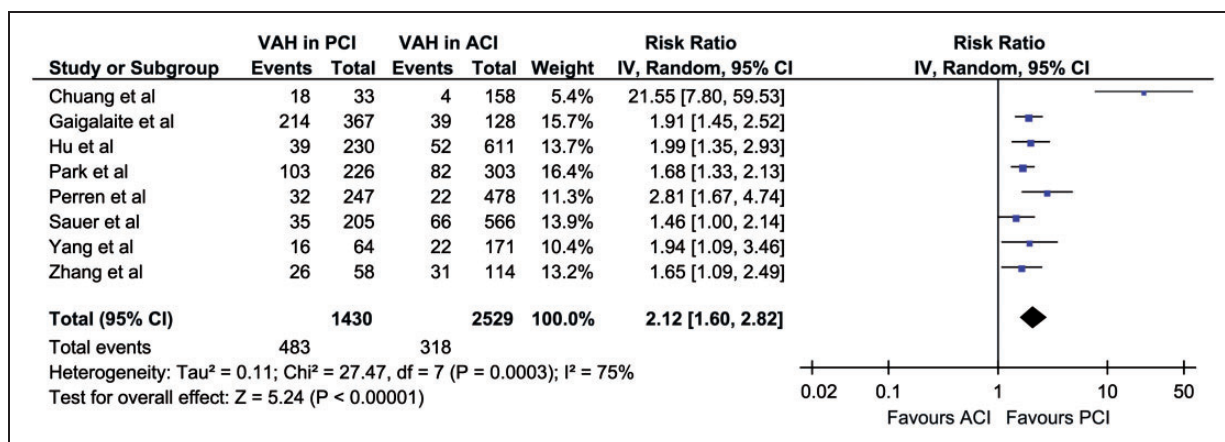 VAH in PCI VAH in ACI Risk Ratio Risk Ratio
Study or Subgroup Events Total Events Total Weight IV, Random, 95% CI IV, Random, 95% CI
Chuang et al 18 33 4 158 5.4% 21.55 [7.80, 59.53]
Gaigalaite et al 214 367 39 128 15.7% 1.91 [1.45, 2.52]
Hu et al 39 230 52 611 13.7% 1.99 [1.35, 2.93]
Park et al 103 226 82 303 16.4% 1.68 [1.33, 2.13]
Perren et al 32 247 22 478 11.3% 2.81 [1.67, 4.74]
Sauer et al 35 205 66 566 13.9% 1.46 [1.00, 2.14]
Yang et al 16 64 22 171 10.4% 1.94 [1.09, 3.46]
Zhang et al 26 58 31 114 13.2% 1.65 [1.09, 2.49]
Total (95% CI) 1430 2529 100.0% 2.12 [1.60, 2.82]
Total events 483 318
Heterogeneity: Tau² = 0.11; Chi² = 27.47, df = 7 (P = 0.0003); I² = 75%
Test for overall effect: Z = 5.24 (P < 0.00001)
0.02 0.1 1 10 50
Favours ACI Favours PCI